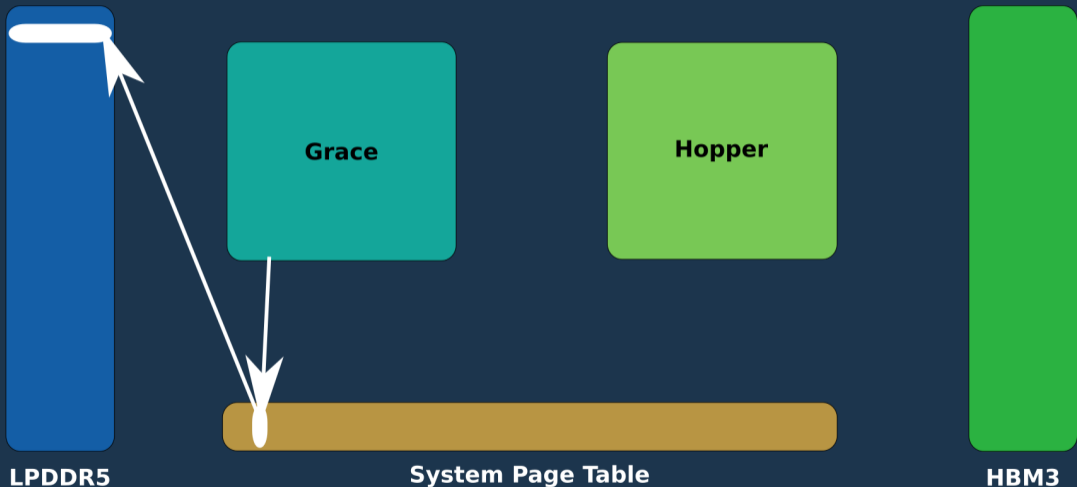 Grace
Hopper
LPDDR5
System Page Table
HBM3